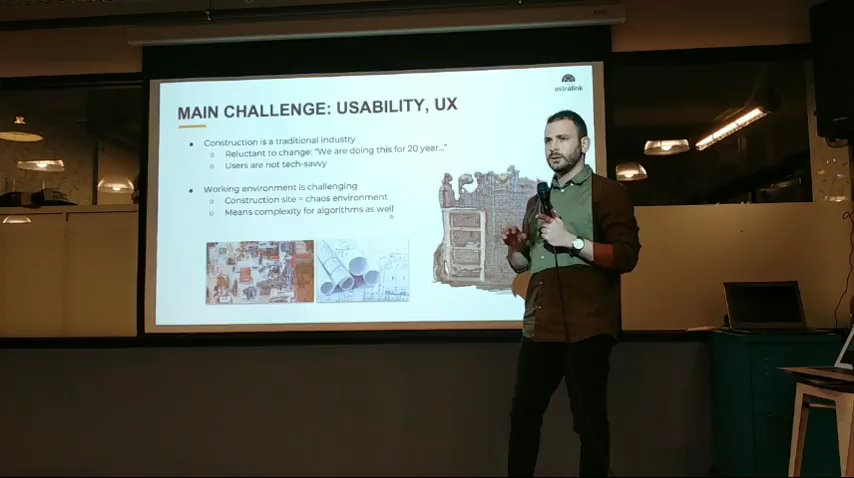 astralink
MAIN CHALLENGE: USABILITY, UX
Construction is a traditional industry
Reluctant to change: "We are doing this for 20 year..."
Users are not tech-savvy
Working environment is challenging
Construction site = chaos environment
Means complexity for algorithms as well